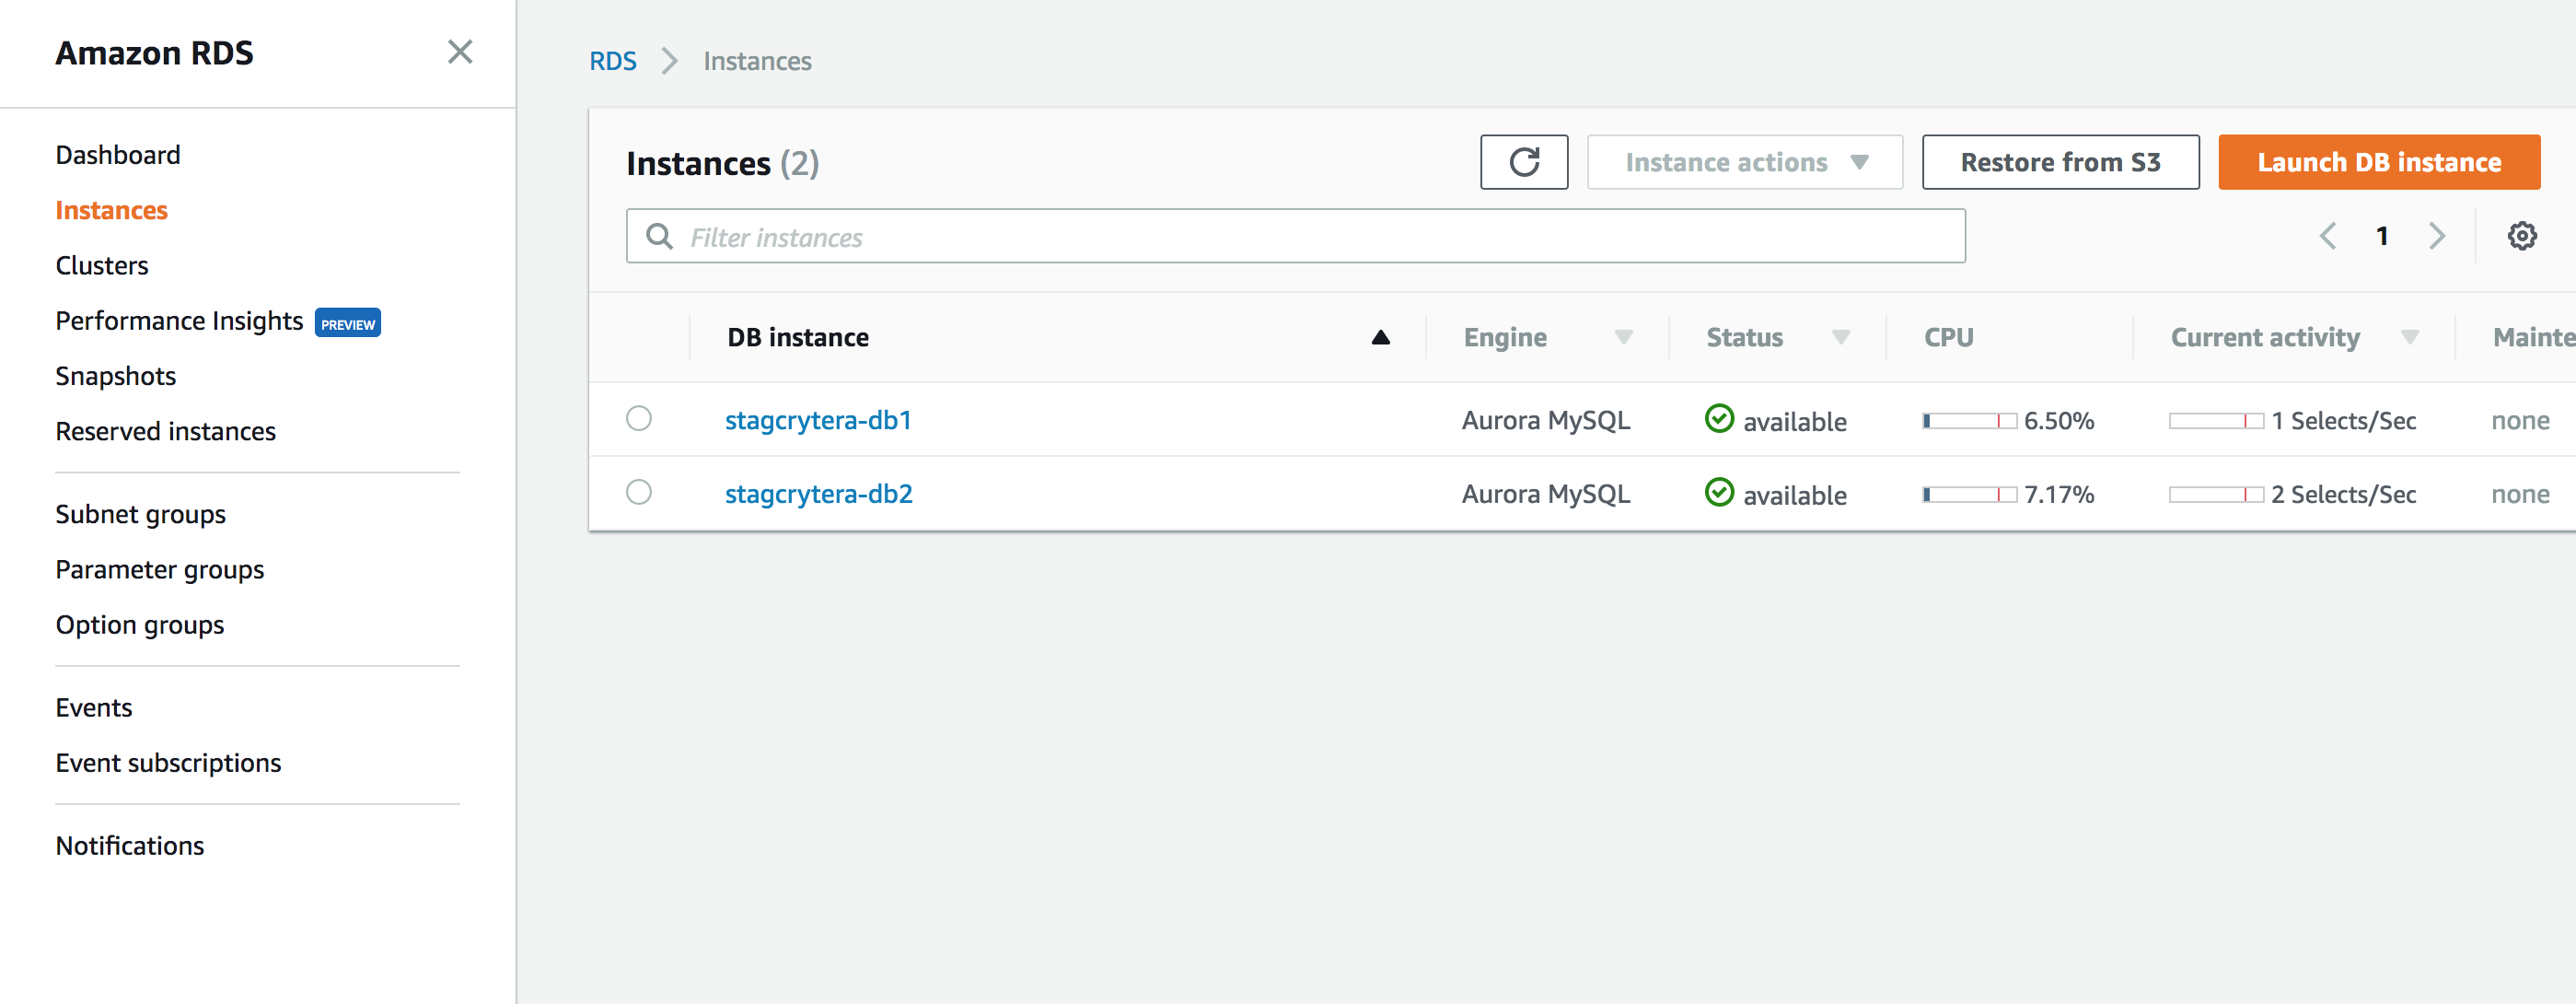 Amazon RDS
Dashboard
Instances
Clusters
Performance Insights PREVIEW
Snapshots
Reserved instances
Subnet groups
Parameter groups
Option groups
Events
Event subscriptions
Notifications
RDS Instances
Instances (2) Instance actions Restore from S3 Launch DB instance
Filter instances 1
DB instance Engine Status CPU Current activity Mainte
stagcrytera-db1 Aurora MySQL available 6.50% 1 Selects/Sec none
stagcrytera-db2 Aurora MySQL available 7.17% 2 Selects/Sec none